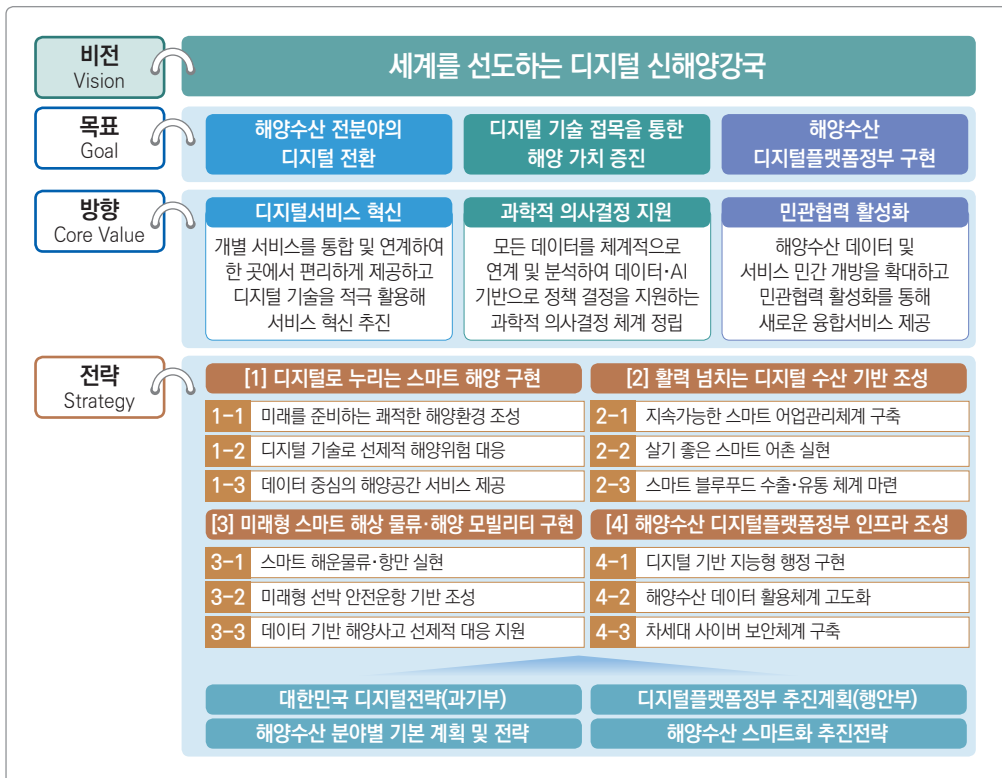 비전
Vision
세계를 선도하는 디지털 신해양강국
목표
Goal
해양수산 전분야의
디지털 전환
디지털 기술 접목을 통한
해양 가치 증진
해양수산
디지털플랫폼정부 구현
방향
Core Value
디지털서비스 혁신
개별 서비스를 통합 및 연계하여
한 곳에서 편리하게 제공하고
디지털 기술을 적극 활용해
서비스 혁신 추진
과학적 의사결정 지원
모든 데이터를 체계적으로
연계 및 분석하여 데이터·AI
기반으로 정책 결정을 지원하는
과학적 의사결정 체계 정립
민관협력 활성화
해양수산 데이터 및
서비스 민간 개방을 확대하고
민관협력 활성화를 통해
새로운 융합서비스 제공
전략
Strategy
[1] 디지털로 누리는 스마트 해양 구현
1-1 미래를 준비하는 쾌적한 해양환경 조성
1-2 디지털 기술로 선제적 해양위험 대응
1-3 데이터 중심의 해양공간 서비스 제공
[2] 활력 넘치는 디지털 수산 기반 조성
2-1 지속가능한 스마트 어업관리체계 구축
2-2 살기 좋은 스마트 어촌 실현
2-3 스마트 블루푸드 수출·유통 체계 마련
[3] 미래형 스마트 해상 물류·해양 모빌리티 구현
3-1 스마트 해운물류·항만 실현
3-2 미래형 선박 안전운항 기반 조성
3-3 데이터 기반 해양사고 선제적 대응 지원
[4] 해양수산 디지털플랫폼정부 인프라 조성
4-1 디지털 기반 지능형 행정 구현
4-2 해양수산 데이터 활용체계 고도화
4-3 차세대 사이버 보안체계 구축
대한민국 디지털전략(과기부)
디지털플랫폼정부 추진계획(행안부)
해양수산 분야별 기본 계획 및 전략
해양수산 스마트화 추진전략